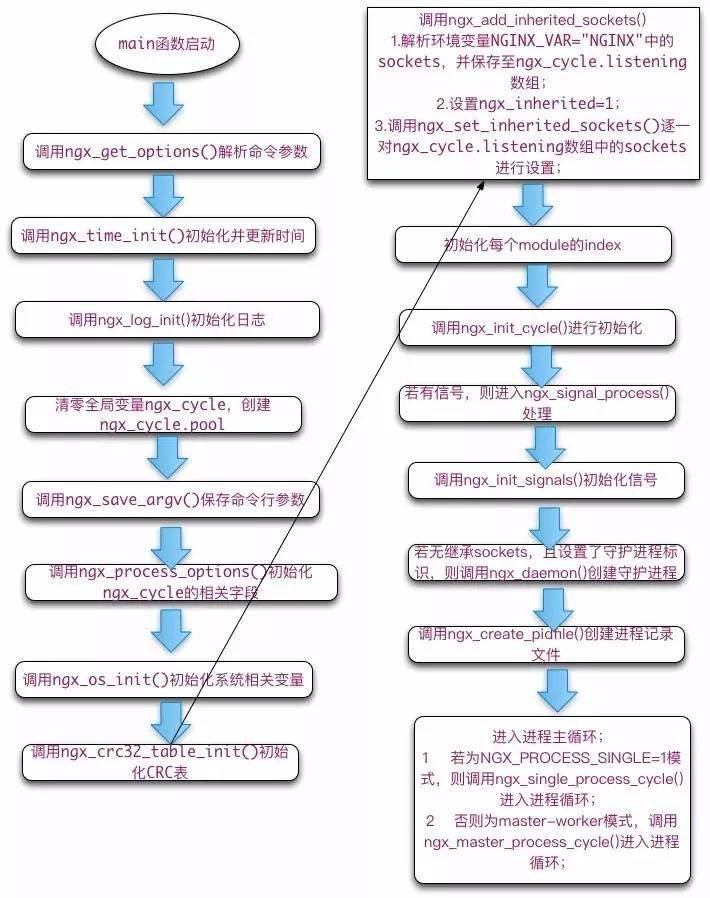 main函数启动
调用ngx_get_options()解析命令参数
调用ngx_time_init()初始化并更新时间
调用ngx_log_init()初始化日志
清零全局变量ngx_cycle，创建
ngx_cycle.pool
调用ngx_save_argv()保存命令行参数
调用ngx_process_options()初始化
ngx_cycle的相关字段
调用ngx_os_init()初始化系统相关变量
调用ngx_crc32_table_init()初始
化CRC表
调用ngx_add_inherited_sockets()
1.解析环境变量NGINX_VAR="NGINX"中的
sockets，并保存至ngx_cycle.listening
数组；
2.设置ngx_inherited=1；
3.调用ngx_set_inherited_sockets()逐一
对ngx_cycle.listening数组中的sockets
进行设置；
初始化每个module的index
调用ngx_init_cycle()进行初始化
若有信号，则进入ngx_signal_process()
处理
调用ngx_init_signals()初始化信号
若无继承sockets，且设置了守护进程标
识，则调用ngx_daemon()创建守护进程
调用ngx_create_pidfile()创建进程记录
文件
进入进程主循环；
1 若为NGX_PROCESS_SINGLE=1模
式，则调用ngx_single_process_cycle()
进入进程循环；
2 否则为master-worker模式，调用
ngx_master_process_cycle()进入进程
循环；